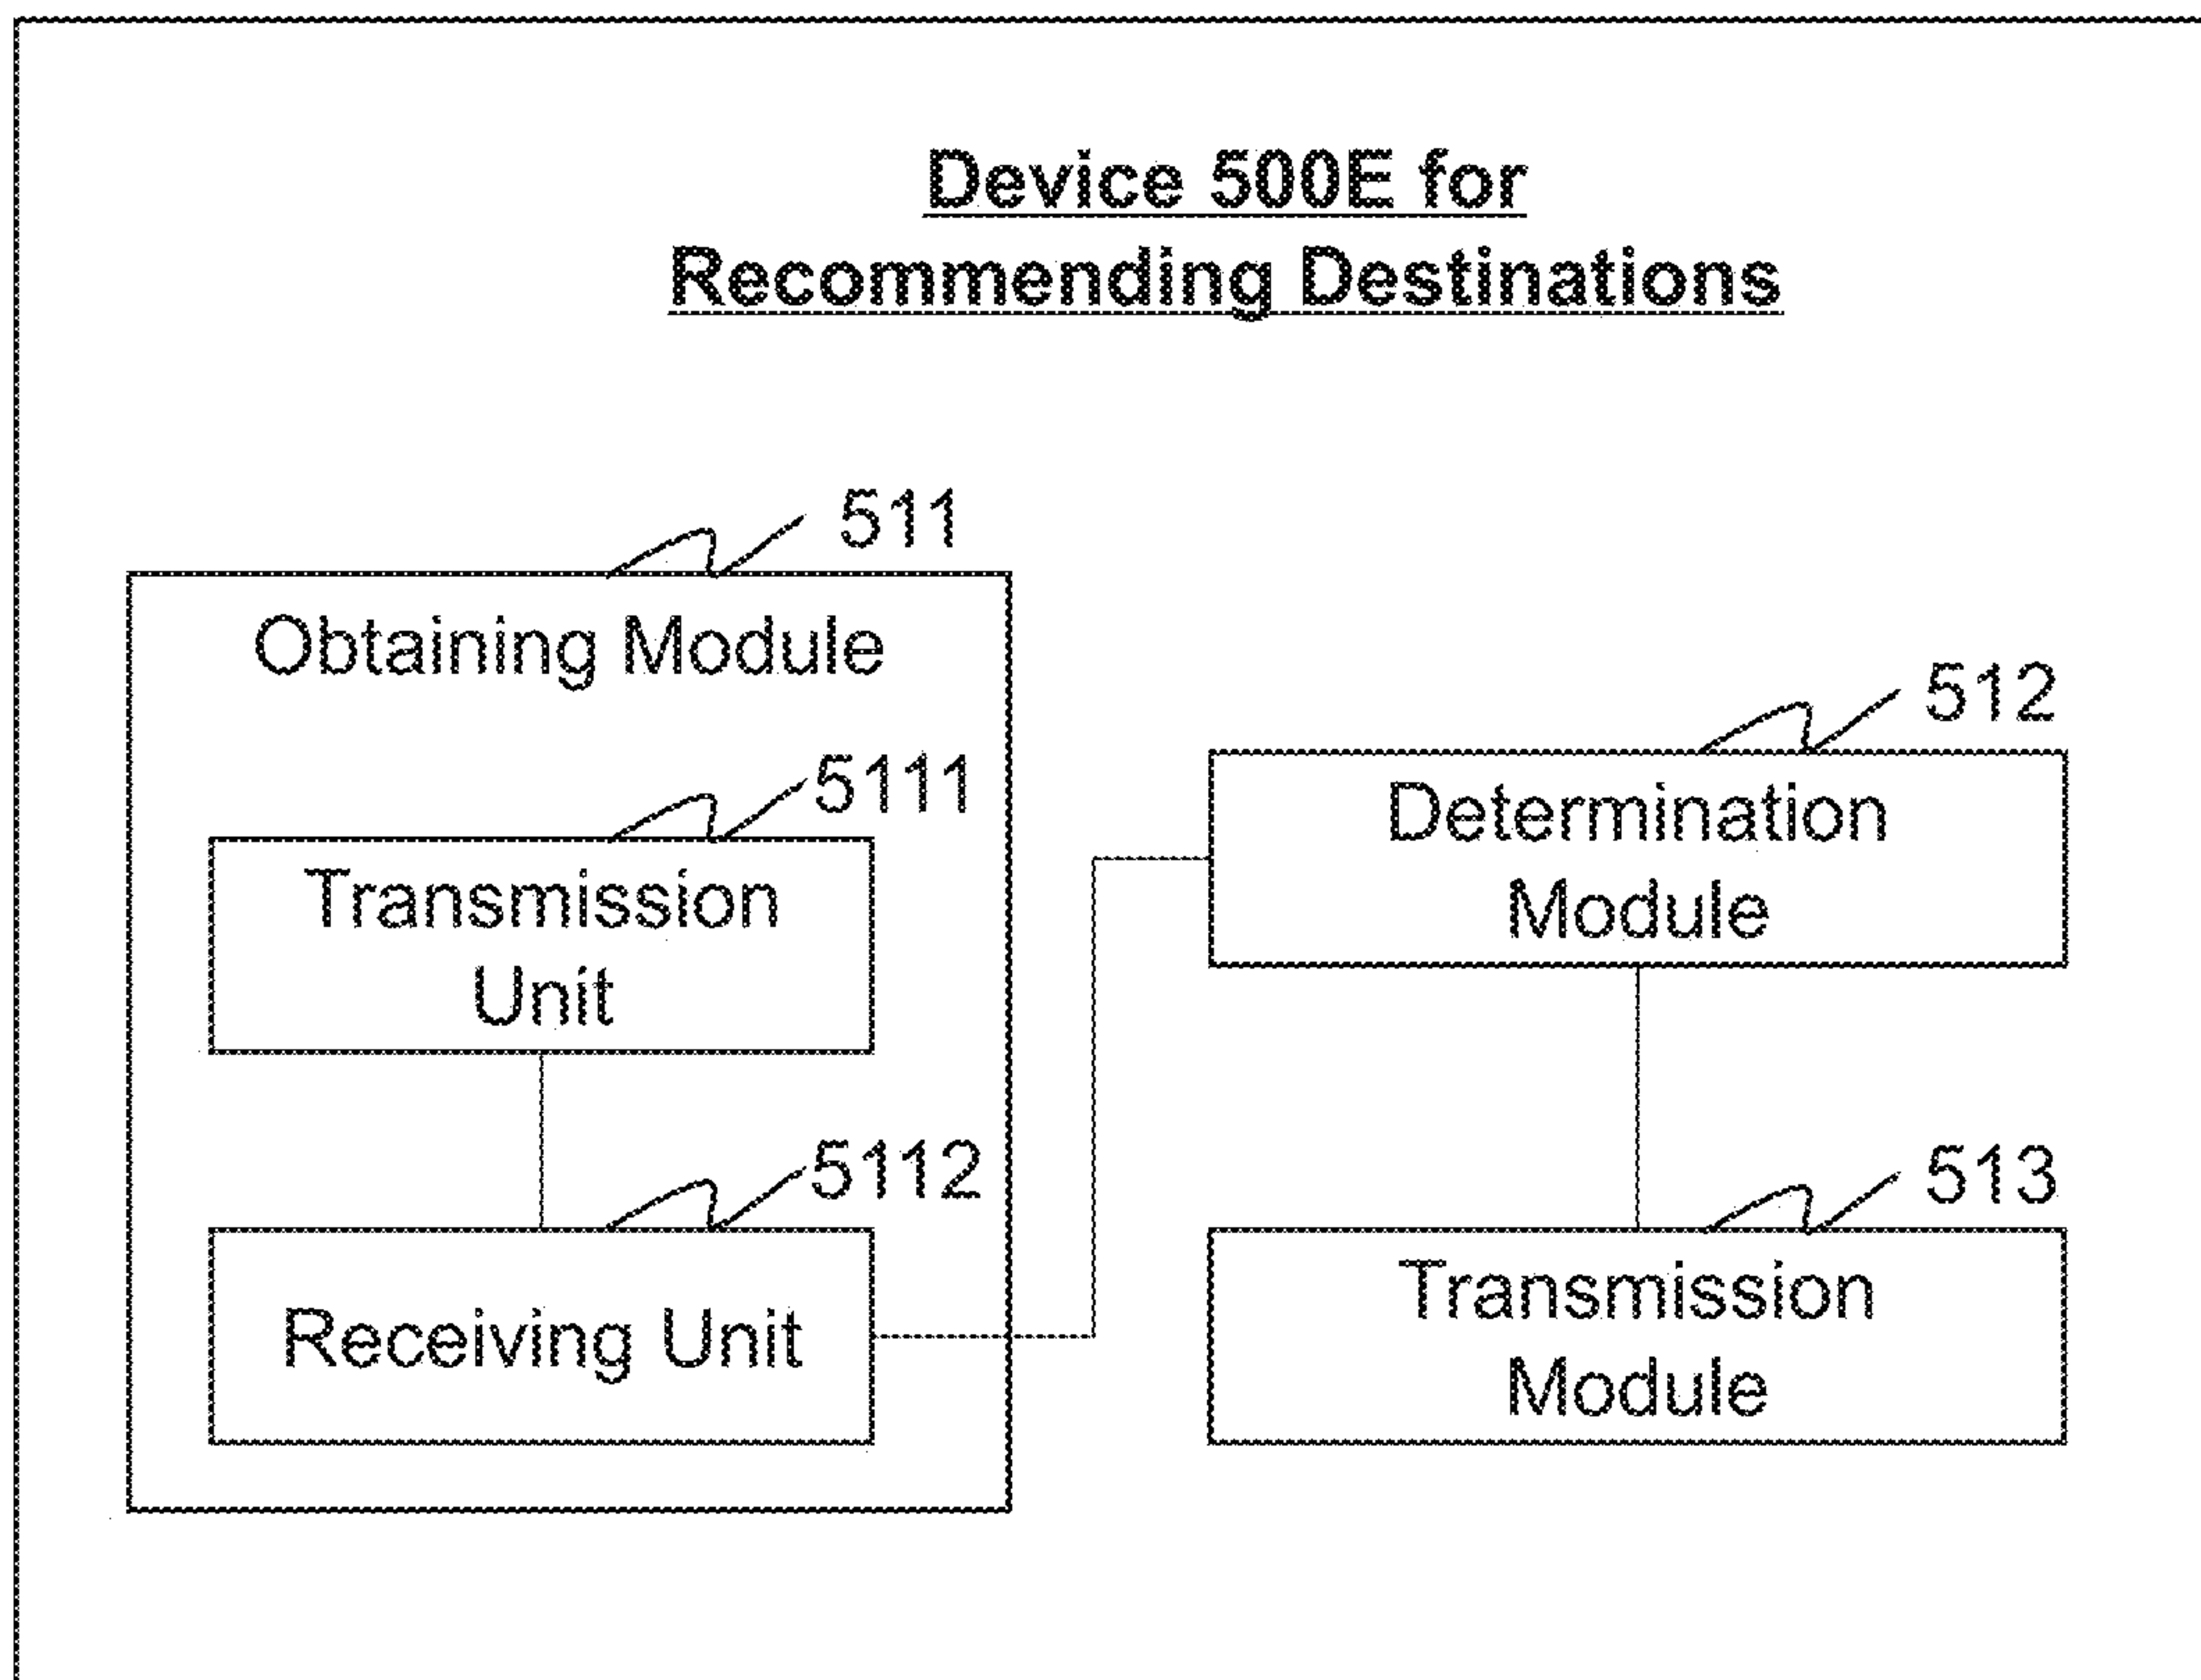 Device 500E for
Recommending Destinations
511
Obtaining Module
5111
Transmission
Unit
5112
Receiving Unit
512
Determination
Module
513
Transmission
Module